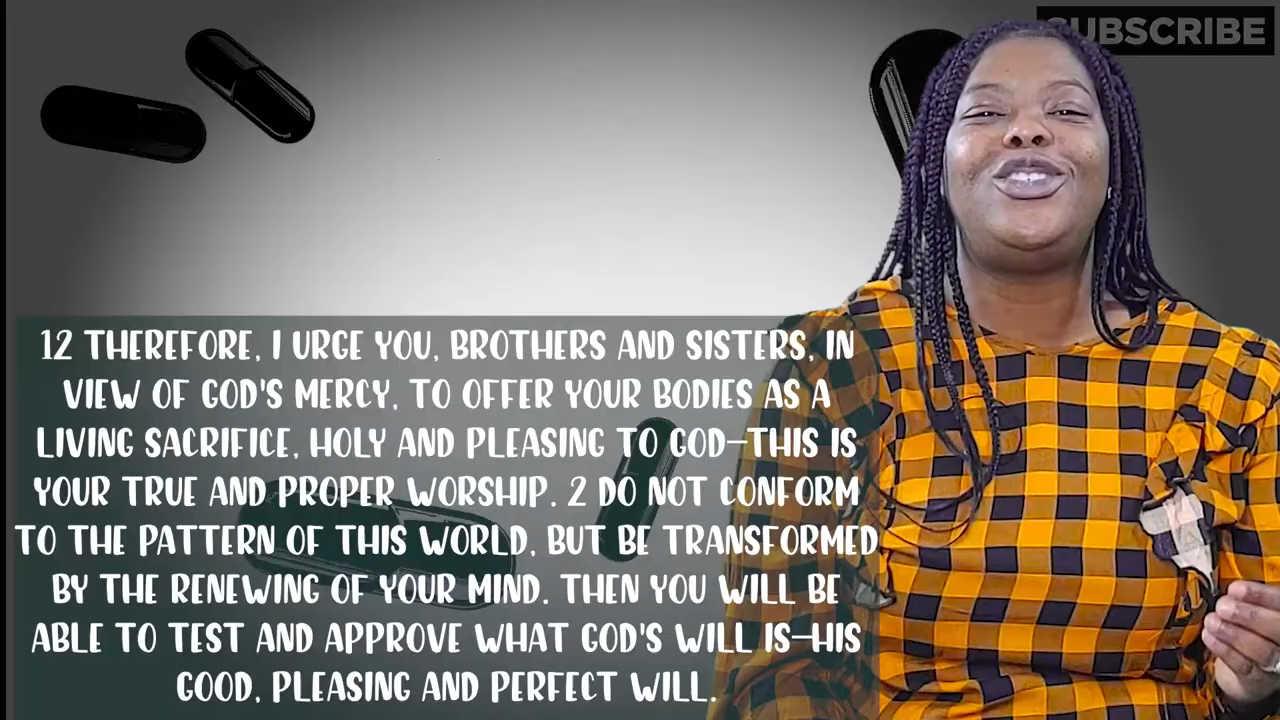 SUBSCRIBE
12 THEREFORE, I URGE YOU, BROTHERS AND SISTERS, IN
VIEW OF GOD'S MERCY, TO OFFER YOUR BODIES AS A
LIVING SACRIFICE, HOLY AND PLEASING TO GOD—THIS IS
YOUR TRUE AND PROPER WORSHIP. 2 DO NOT CONFORM
TO THE PATTERN OF THIS WORLD, BUT BE TRANSFORMED
BY THE RENEWING OF YOUR MIND. THEN YOU WILL BE
ABLE TO TEST AND APPROVE WHAT GOD'S WILL IS—HIS
GOOD, PLEASING AND PERFECT WILL.